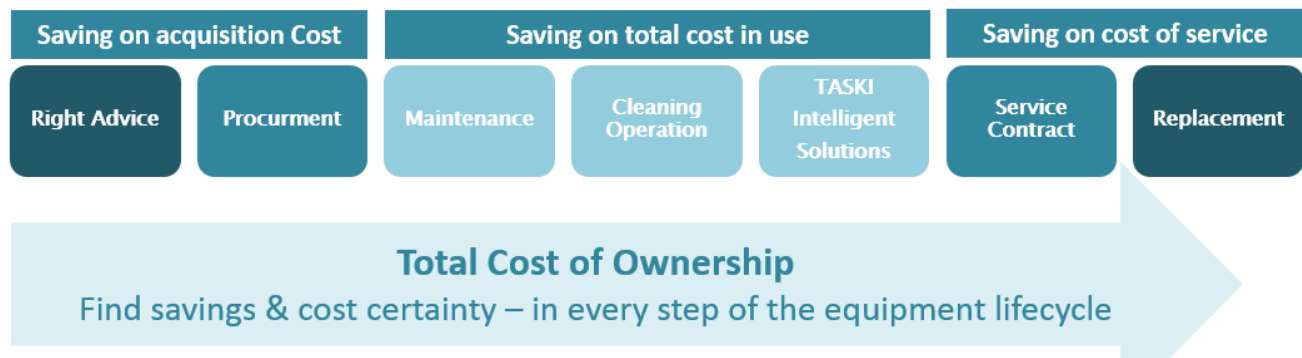 Saving on acquisition Cost
Saving on total cost in use
Saving on cost of service
Right Advice
Procurment
Maintenance
Cleaning
Operation
TASKI
Intelligent
Solutions
Service
Contract
Replacement
Total Cost of Ownership
Find savings & cost certainty – in every step of the equipment lifecycle